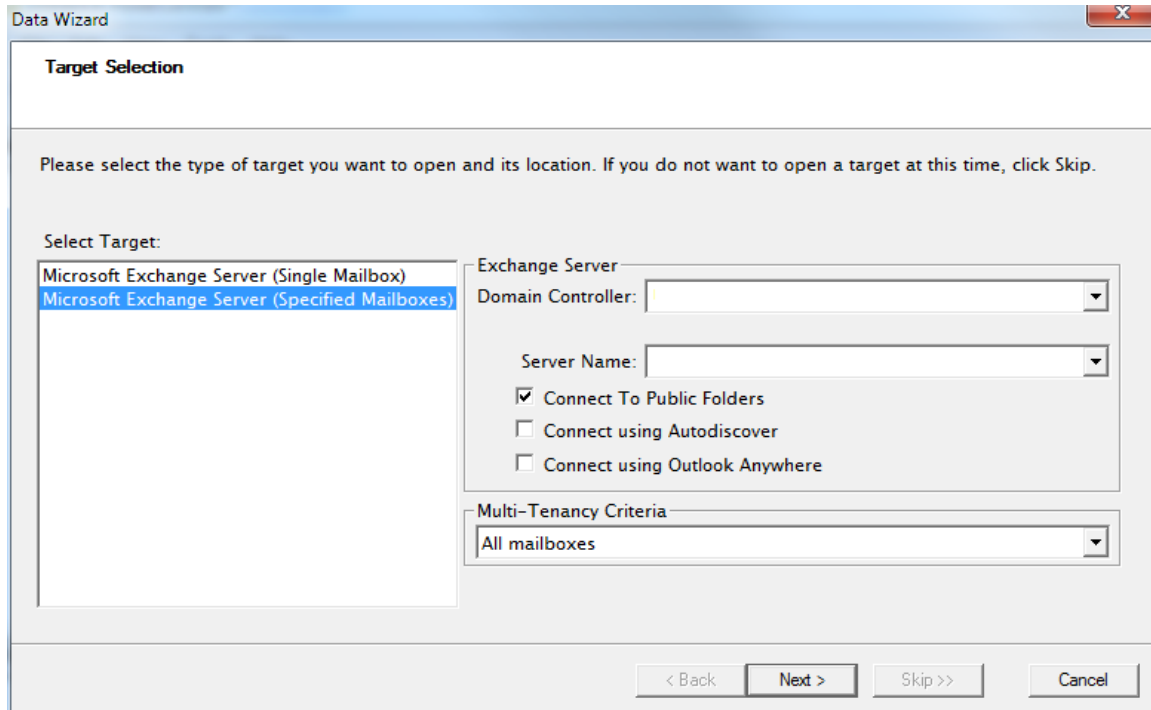 Data Wizard
Target Selection
Please select the type of target you want to open and its location. If you do not want to open a target at this time, click Skip.
Select Target:
Microsoft Exchange Server (Single Mailbox)
Microsoft Exchange Server (Specified Mailboxes)
Exchange Server
Domain Controller:
Server Name:
Connect To Public Folders
Connect using Autodiscover
Connect using Outlook Anywhere
Multi-Tenancy Criteria
All mailboxes
< Back
Next >
Skip >>
Cancel